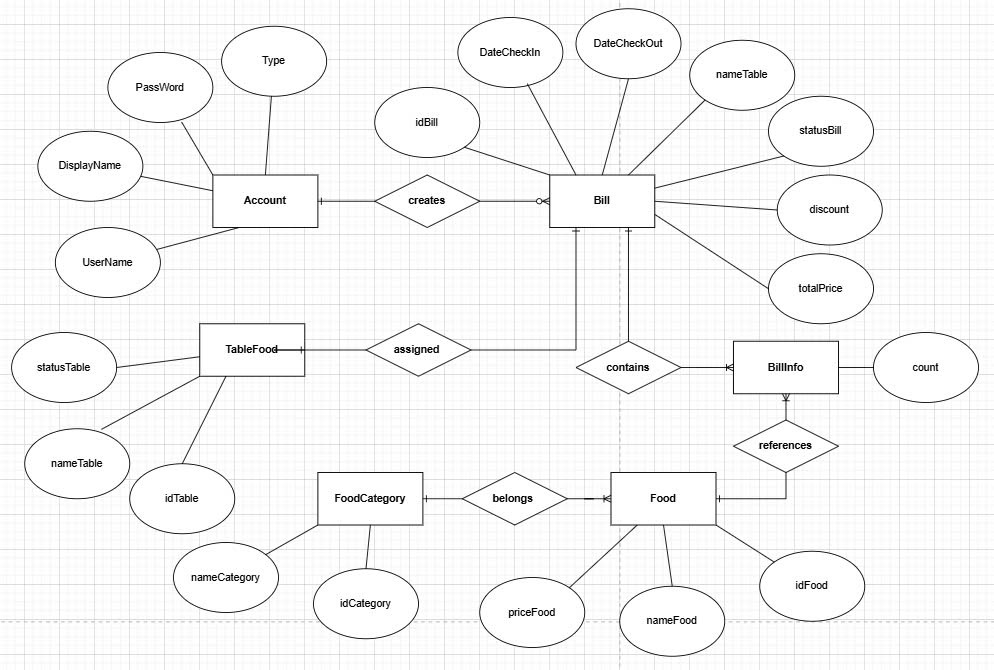 DateCheckIn
DateCheckOut
Type
nameTable
PassWord
idBill
statusBill
DisplayName
Account
creates
Bill
discount
UserName
totalPrice
TableFood
assigned
statusTable
contains
BillInfo
count
references
nameTable
idTable
FoodCategory
belongs
Food
nameCategory
idCategory
priceFood
nameFood
idFood